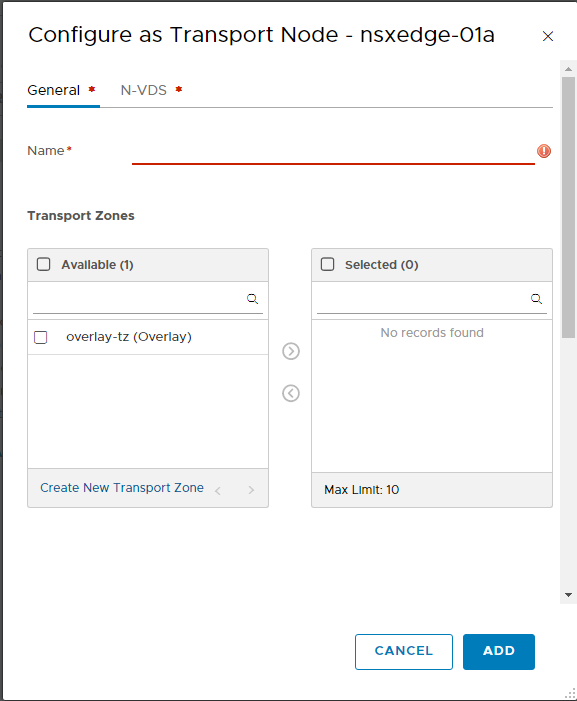 Configure as Transport Node - nsxedge-01a
General * N-VDS *
Name*
Transport Zones
Available (1) Selected (0)
overlay-tz (Overlay) No records found
Create New Transport Zone Max Limit: 10
CANCEL ADD